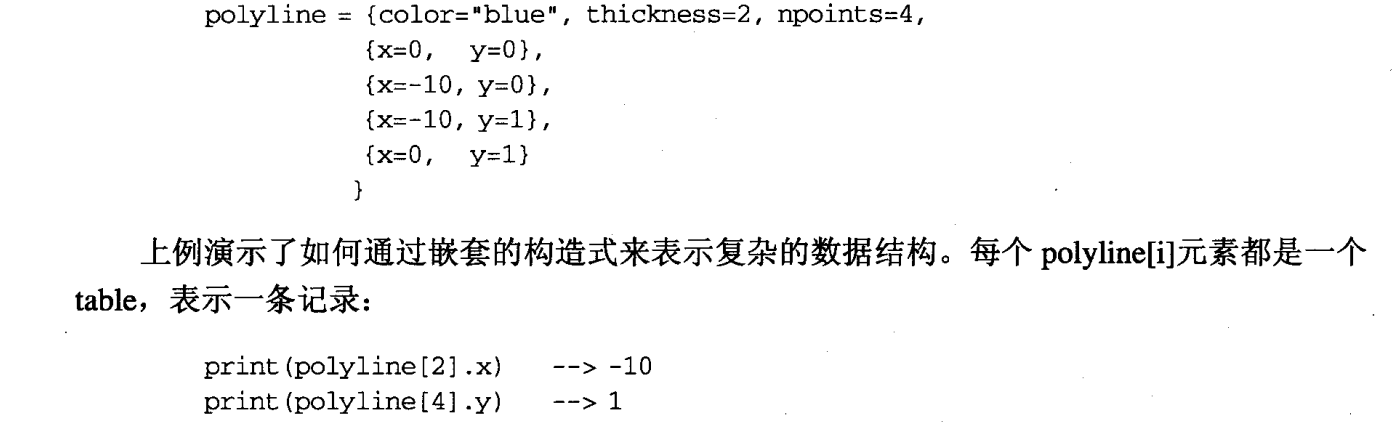 polyline = {color="blue", thickness=2, npoints=4,
{x=0, y=0},
{x=-10, y=0},
{x=-10, y=1},
{x=0, y=1}
}
上例演示了如何通过嵌套的构造式来表示复杂的数据结构。每个 polyline[i]元素都是一个
table，表示一条记录：
print(polyline[2].x) --> -10
print(polyline[4].y) --> 1